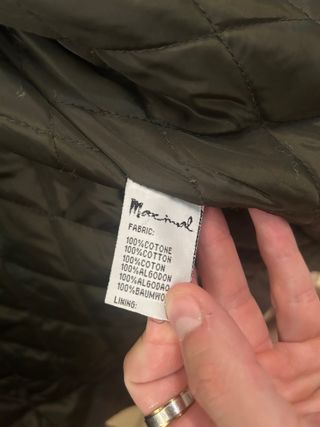 Maximal
FABRIC:
100%COTONE
100%COTTON
100%COTON
100%ALGODON
100%ALGODAO
100%BAUMWO
LINING: